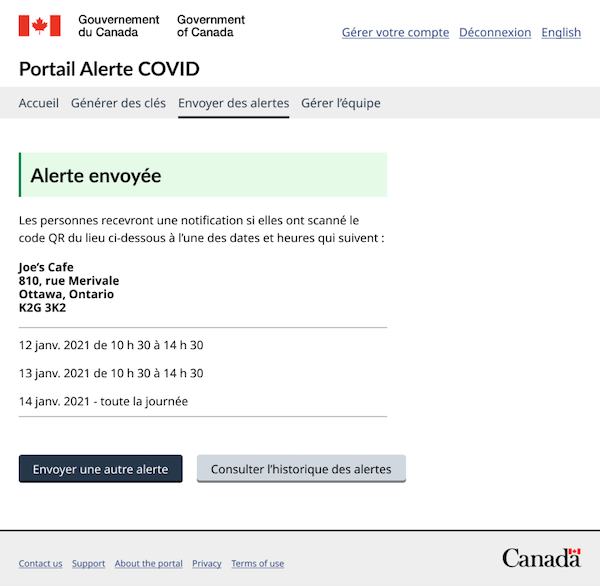 Gouvernement du Canada
Government of Canada
Gérer votre compte Déconnexion English
Portail Alerte COVID
Accueil Générer des clés Envoyer des alertes Gérer l’équipe
Alerte envoyée
Les personnes recevront une notification si elles ont scanné le
code QR du lieu ci-dessous à l’une des dates et heures qui suivent :
Joe’s Cafe
810, rue Merivale
Ottawa, Ontario
K2G 3K2
12 janv. 2021 de 10 h 30 à 14 h 30
13 janv. 2021 de 10 h 30 à 14 h 30
14 janv. 2021 - toute la journée
Envoyer une autre alerte Consulter l’historique des alertes
Contact us Support About the portal Privacy Terms of use
Canada